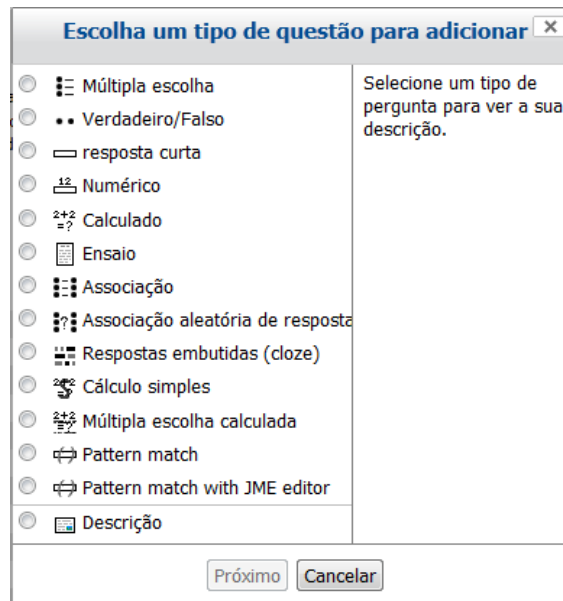 Escolha um tipo de questão para adicionar
Múltipla escolha
Verdadeiro/Falso
resposta curta
Numérico
Calculado
Ensaio
Associação
Associação aleatória de resposta
Respostas embutidas (cloze)
Cálculo simples
Múltipla escolha calculada
Pattern match
Pattern match with JME editor
Descrição
Selecione um tipo de
pergunta para ver a sua
descrição.
Próximo
Cancelar